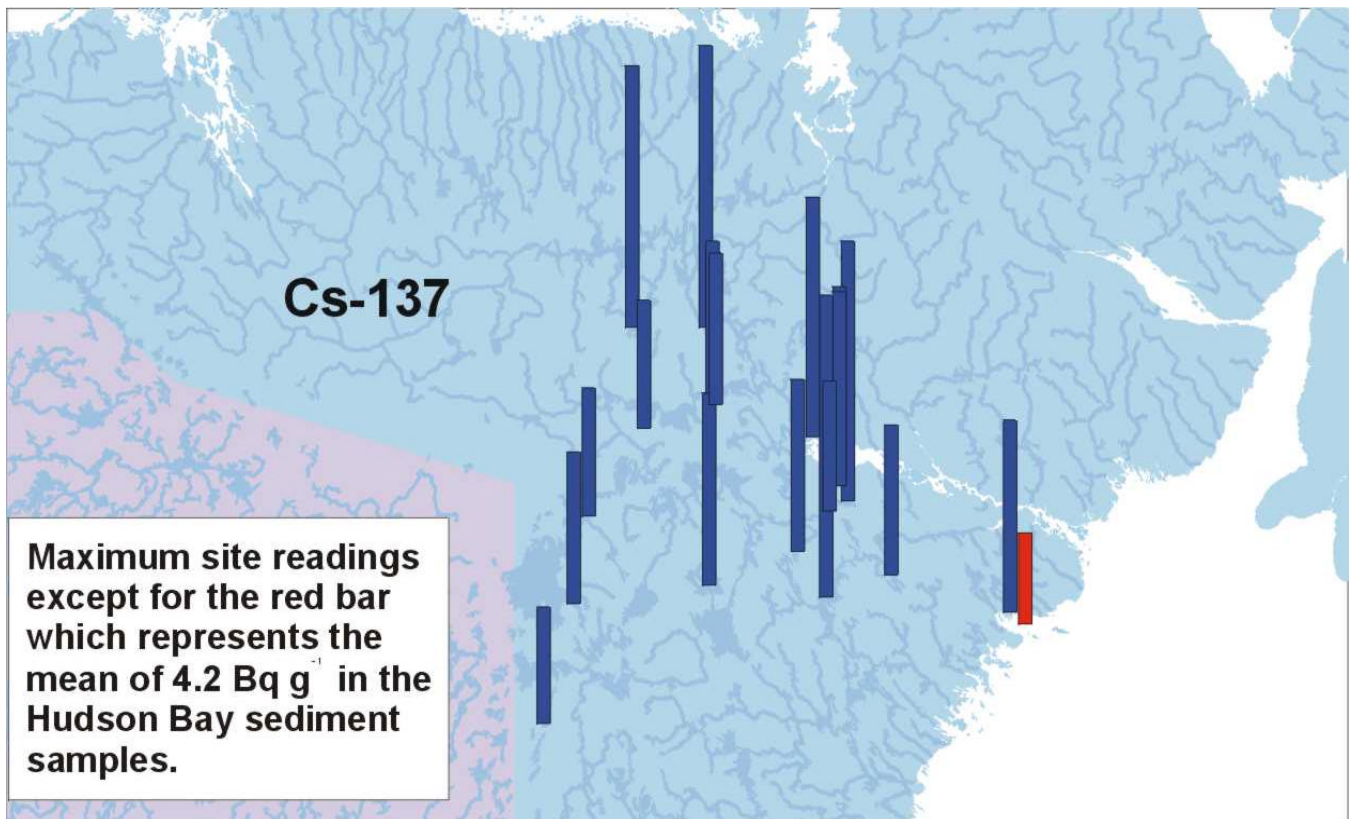 Cs-137
Maximum site readings
except for the red bar
which represents the
mean of 4.2 Bq g⁻¹ in the
Hudson Bay sediment
samples.